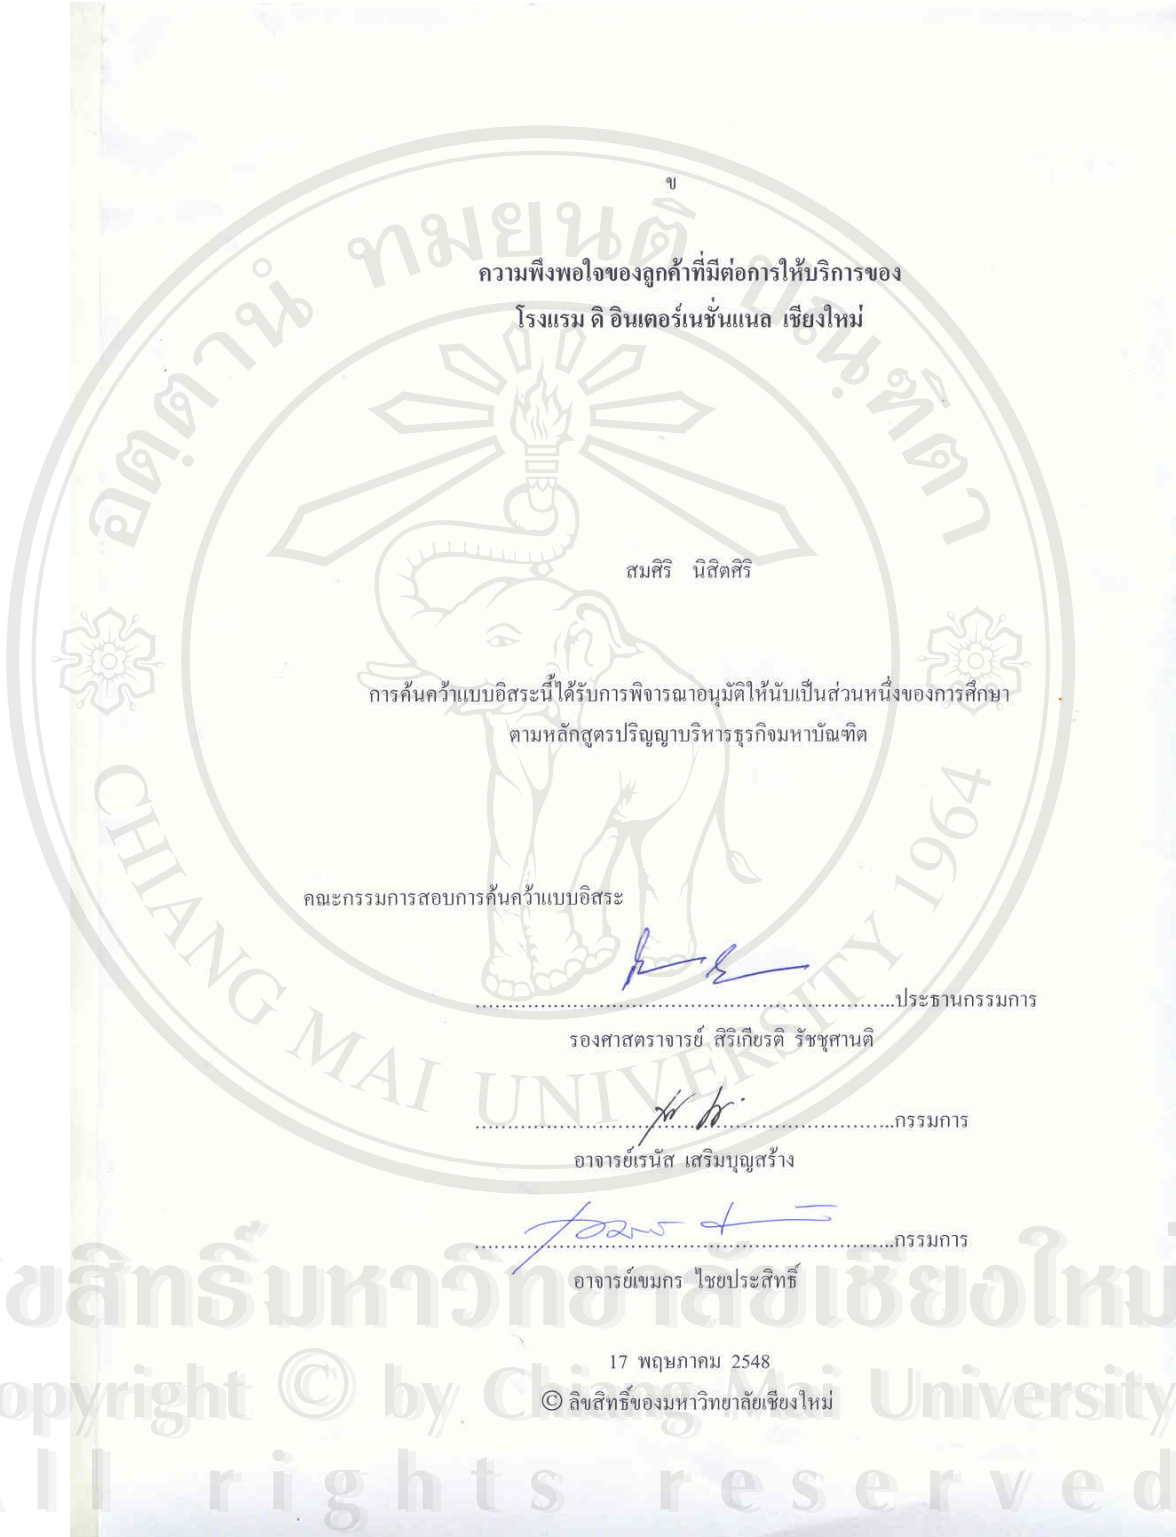 ข
ความพึงพอใจของลูกค้าที่มีต่อการให้บริการของ
โรงแรม ดิ อินเตอร์เนชั่นแนล เชียงใหม่
สมศิริ นิสิตศิริ
การค้นคว้าแบบอิสระนี้ได้รับการพิจารณาอนุมัติให้นับเป็นส่วนหนึ่งของการศึกษา
ตามหลักสูตรปริญญาบริหารธุรกิจมหาบัณฑิต
คณะกรรมการสอบการค้นคว้าแบบอิสระ
......................................................................ประธานกรรมการ
รองศาสตราจารย์ สิริเกียรติ รัชชุศานติ
......................................................................กรรมการ
อาจารย์เรนัส เสริมบุญสร้าง
......................................................................กรรมการ
อาจารย์เขมกร ไชยประสิทธิ์
17 พฤษภาคม 2548
© ลิขสิทธิ์ของมหาวิทยาลัยเชียงใหม่
อตฺตานํ ทมยนฺติ ปณฺฑิตา
CHIANG MAI UNIVERSITY 1964
ขสิทธิ์มหาวิทยาลัยเชียงใหม่
opyright © by Chiang Mai University
ll rights reserved